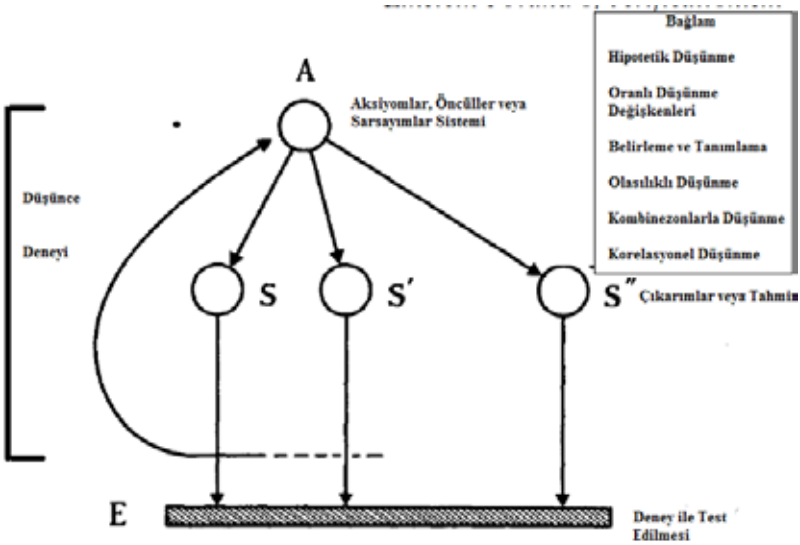 Bağlam
Hipotetik Düşünme
Oranlı Düşünme
Değişkenleri
Belirleme ve Tanımlama
Olasılıklı Düşünme
Kombinezonlarla Düşünme
Korelasyonel Düşünme
A
Aksiyomlar, Öncüller veya
Sarsayımlar Sistemi
Düşünce
Deneyi
S
S′
S″
Çıkarımlar veya Tahmin
E
Deney ile Test
Edilmesi